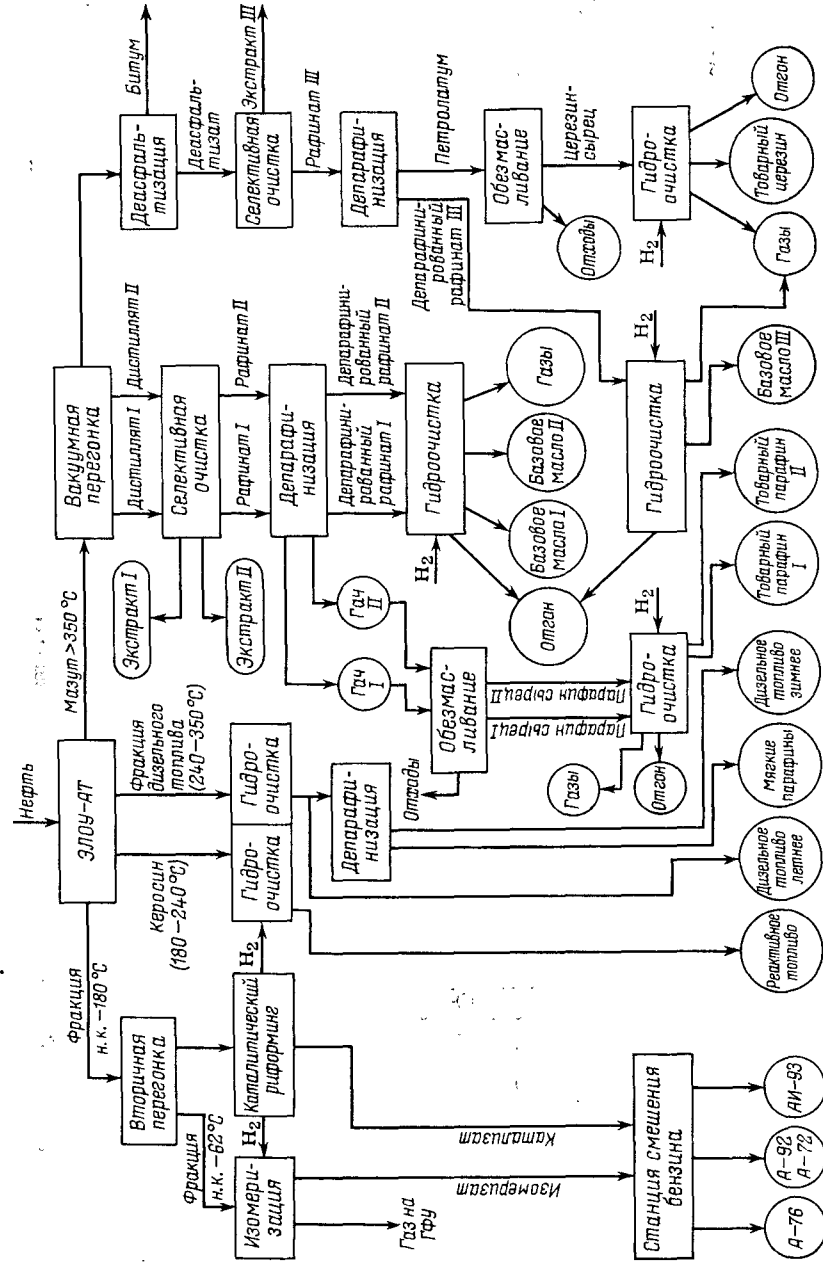 Нефть
ЭЛОУ–АТ
Фракция
н.к.–180°С
Керосин
(180–240°С)
Фракция
дизельного
топлива
(240–350°С)
Мазут>350°С
Вторичная
перегонка
Фракция
н.к.–62°С
Изомери-
зация
H₂
Каталитический
риформинг
H₂
Гидро-
очистка
Гидро-
очистка
Газ на
ГФУ
Изомеризат
Катализат
Станция смешения
бензина
А–76
А–92
А–72
АИ–93
Депарафи-
низация
Реактивное
топливо
Дизельное
топливо
летнее
Мягкие
парафины
Дизельное
топливо
зимнее
Вакуумная
перегонка
Дистиллят I
Дистиллят II
Селективная
очистка
Экстракт I
Экстракт II
Рафинат I
Рафинат II
Депарафи-
низация
Гач
I
Гач
II
Депарафини-
рованный
рафинат I
Депарафини-
рованный
рафинат II
H₂
Гидроочистка
Отгон
Базовое
масло I
Базовое
масло II
Газы
Обезмас-
ливание
Отходы
Парафин сырец I
Парафин сырец II
H₂
Гидро-
очистка
Газы
Отгон
Товарный
парафин
I
Товарный
парафин
II
Деасфаль-
тизация
Битум
Деасфаль-
тизат
Селективная
очистка
Экстракт III
Рафинат III
Депарафи-
низация
Депарафини-
рованный
рафинат III
Петролатум
Обезмас-
ливание
Отходы
Церезин-
сырец
H₂
Гидро-
очистка
H₂
Гидроочистка
Базовое
масло III
Газы
Товарный
церезин
Отгон